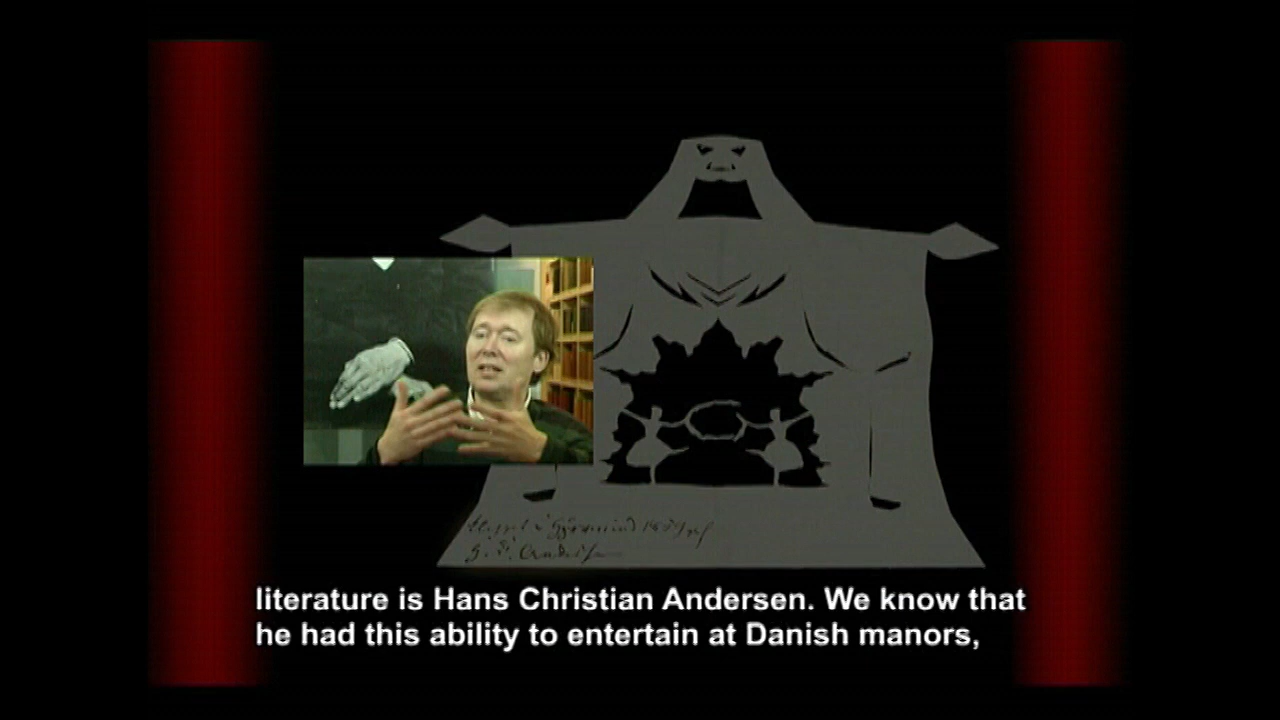 literature is Hans Christian Andersen. We know that
he had this ability to entertain at Danish manors,